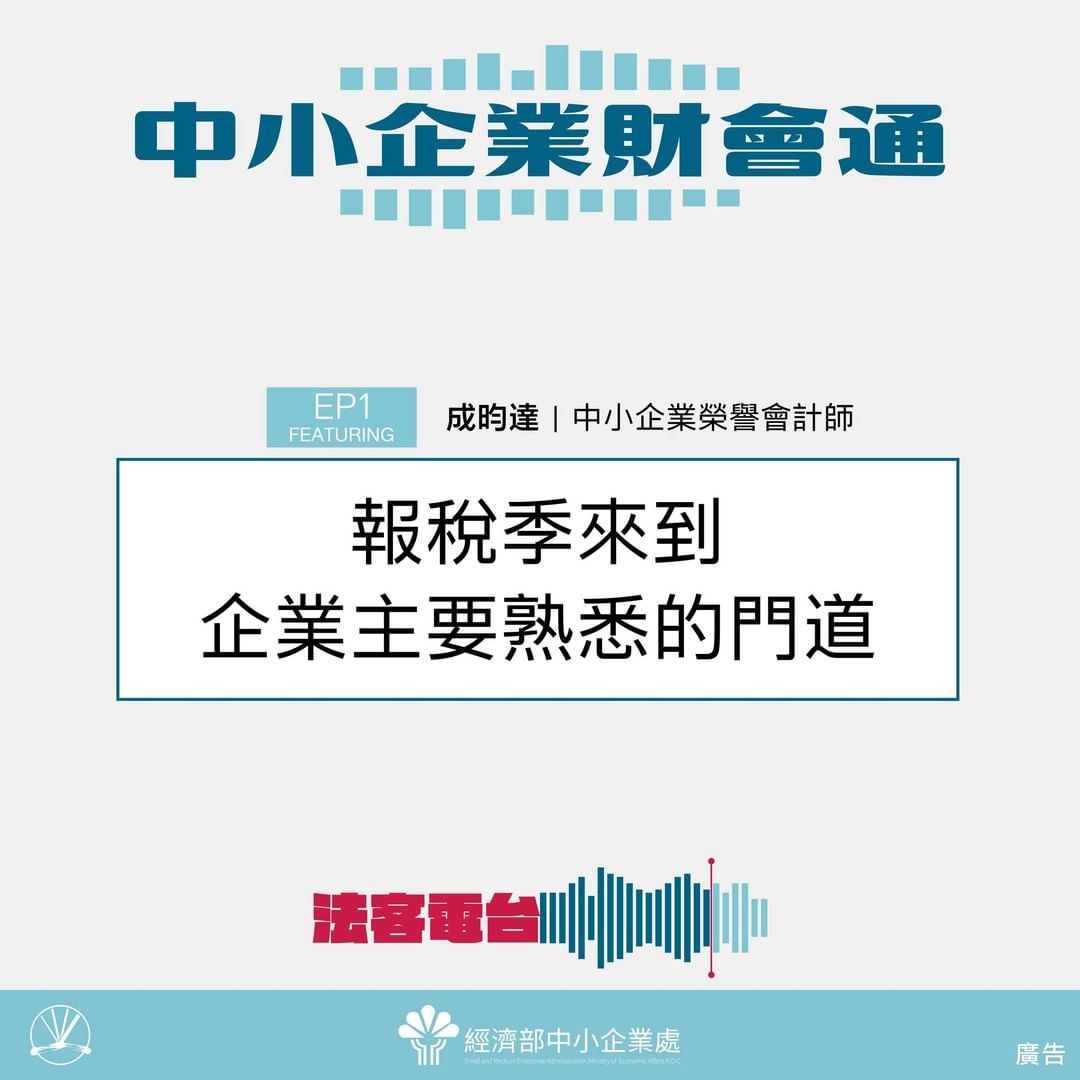 中小企業財會通
EP1
FEATURING
成昀達 | 中小企業榮譽會計師
報稅季來到
企業主要熟悉的門道
法客電台
經濟部中小企業處
Small and Medium Enterprise Administration, Ministry of Economic Affairs R.O.C.
廣告